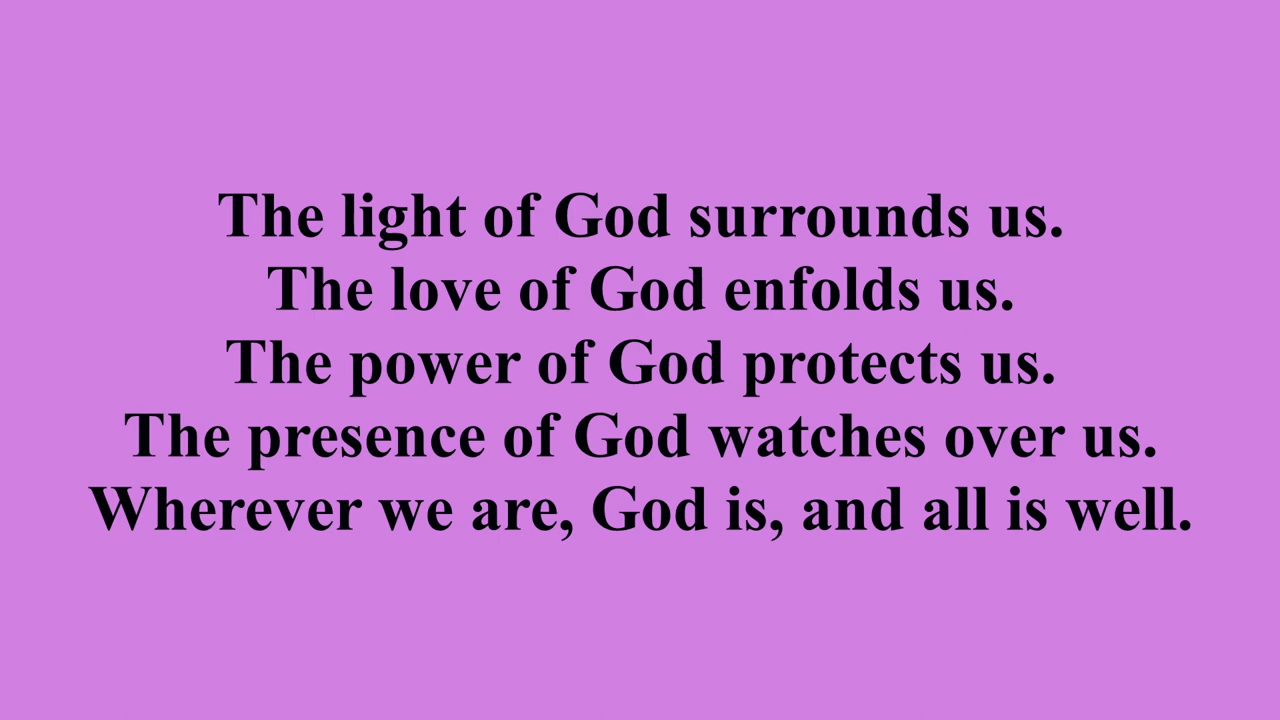 The light of God surrounds us.
The love of God enfolds us.
The power of God protects us.
The presence of God watches over us.
Wherever we are, God is, and all is well.